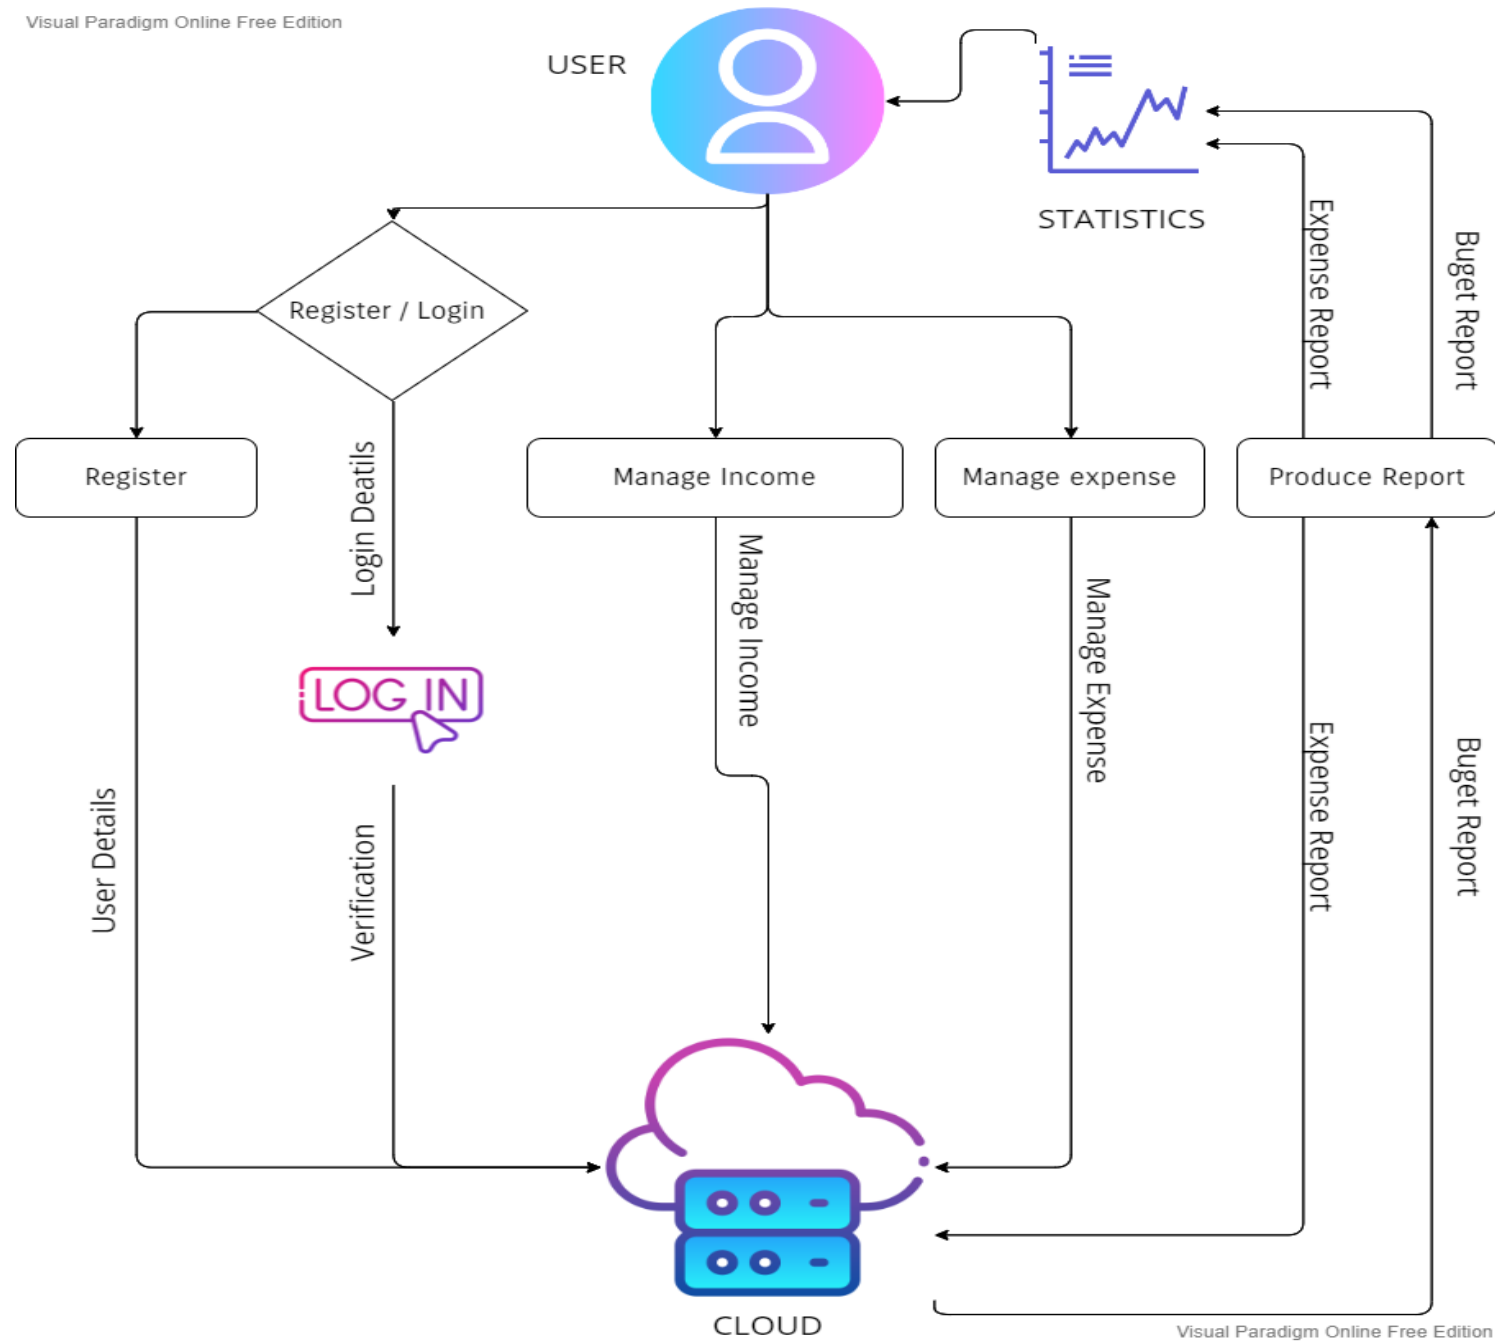 Visual Paradigm Online Free Edition
USER
STATISTICS
Register / Login
Expense Report
Buget Report
Register
Manage Income
Manage expense
Produce Report
Login Deatils
Manage Income
Manage Expense
LOG IN
User Details
Verification
Expense Report
Buget Report
CLOUD
Visual Paradigm Online Free Edition